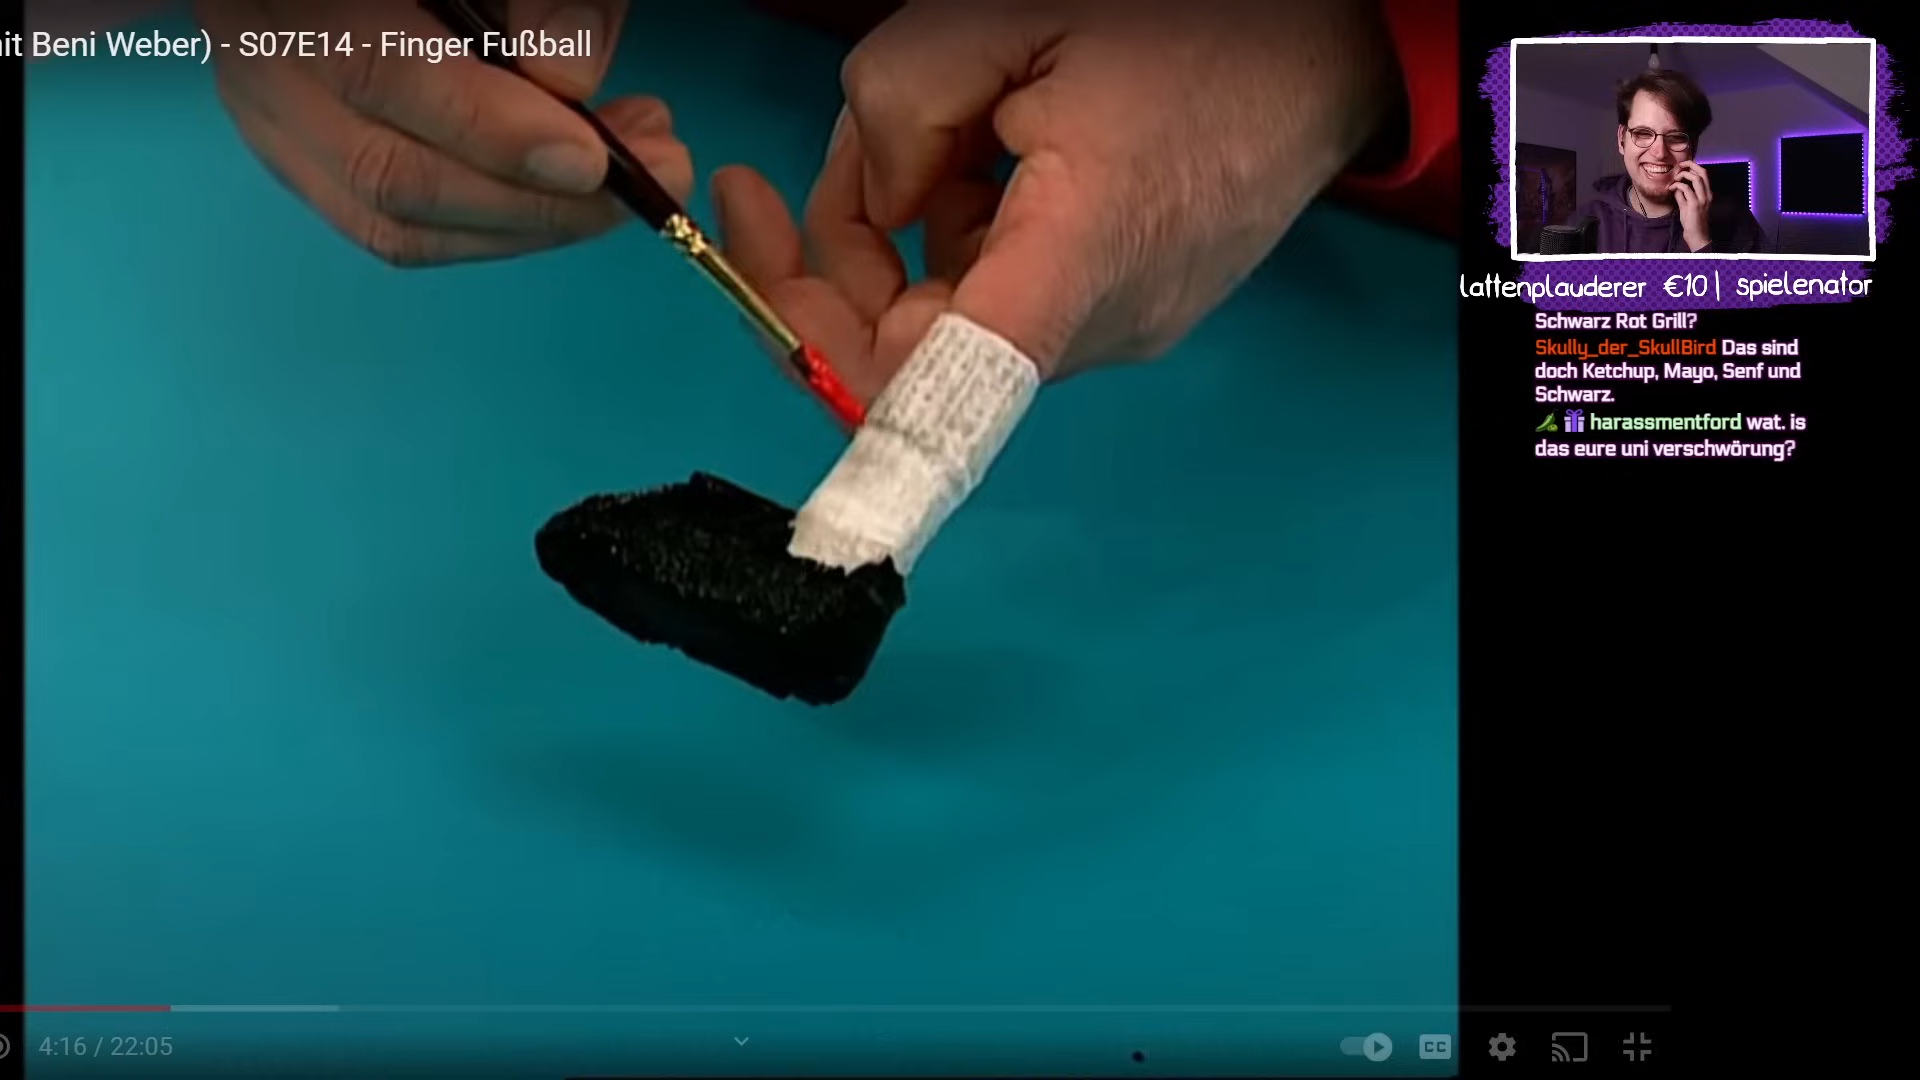 it Beni Weber) - S07E14 - Finger Fußball
lattenplauderer €10 | spielenator
Schwarz Rot Grill?
Skully_der_SkullBird Das sind
doch Ketchup, Mayo, Senf und
Schwarz.
harassmentford wat. is
das eure uni verschwörung?
4:16 / 22:05
CC